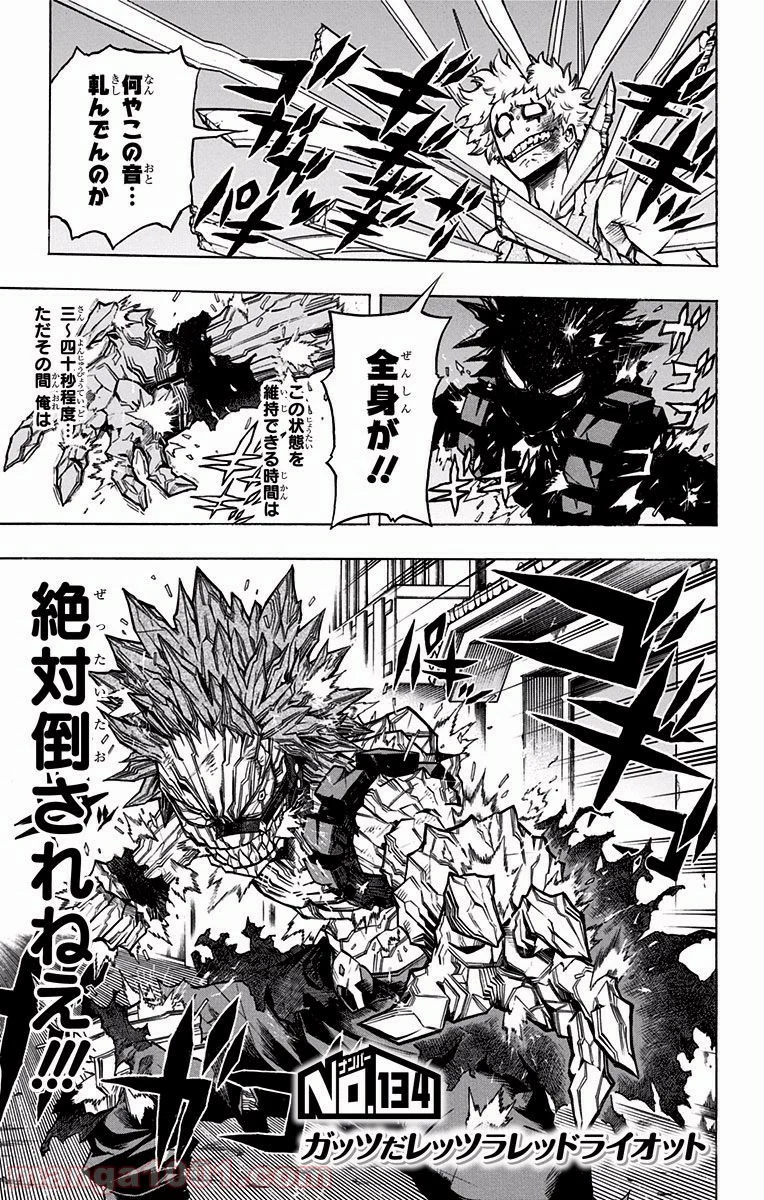 何やこの音…
軋んでんのか
全身が!!
この状態を
維持できる時間は
三～四十秒程度…
ただその間 俺は
絶対倒されねえ!!!
No.134
ガッツだレッツラレッドライオット